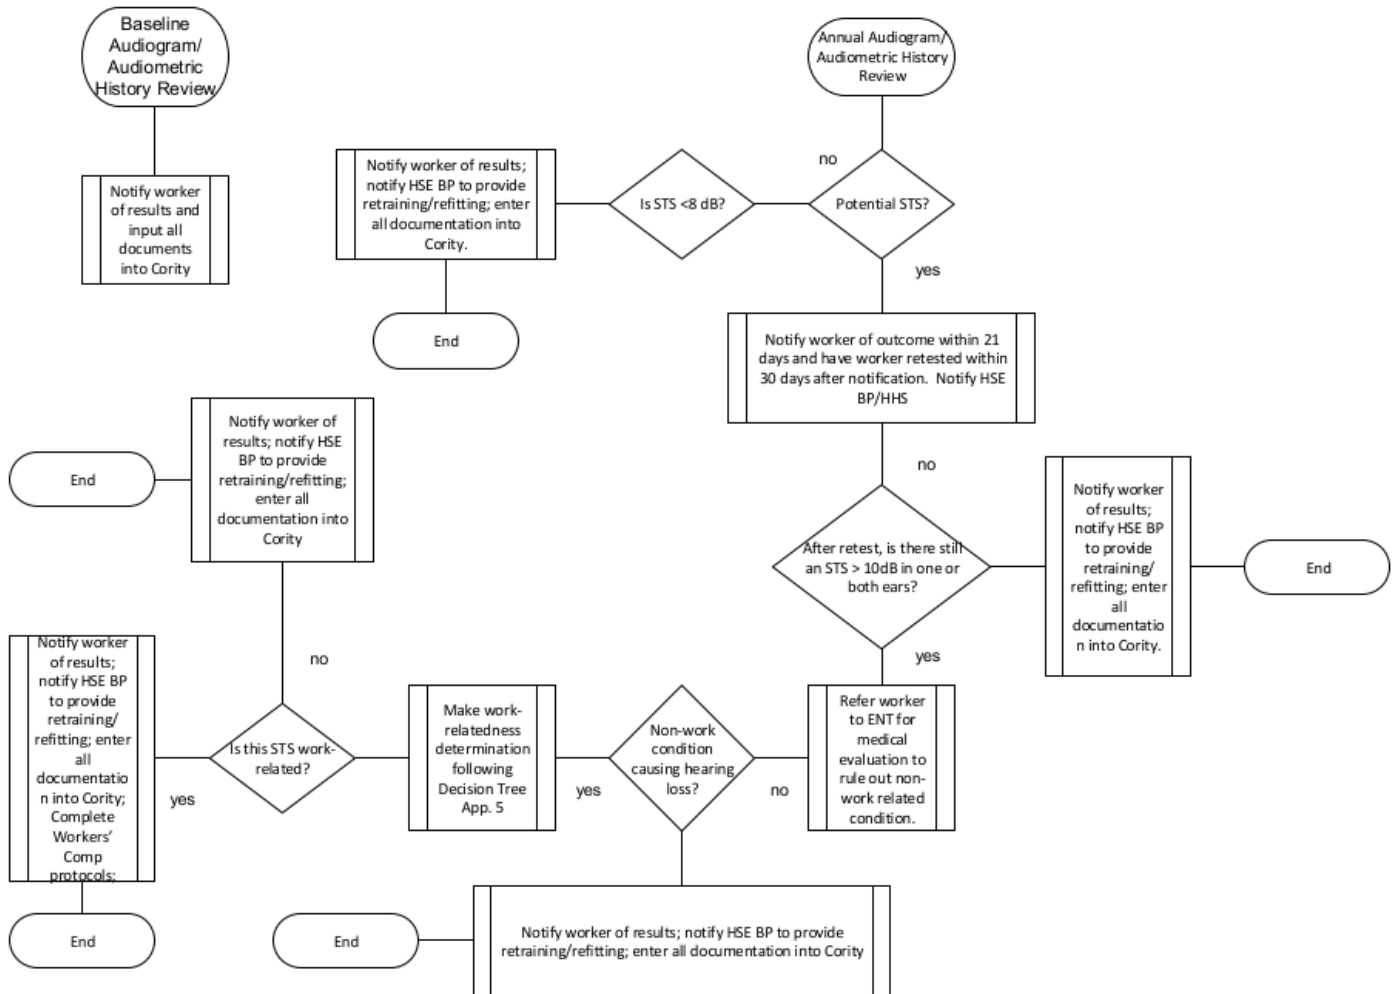 Baseline
Audiogram/
Audiometric
History Review
Annual Audiogram/
Audiometric History
Review
Notify worker
of results and
input all
documents
into Cority
Notify worker of results;
notify HSE BP to provide
retraining/refitting; enter
all documentation into
Cority.
Is STS <8 dB?
no
Potential STS?
yes
End
Notify worker of outcome within 21
days and have worker retested within
30 days after notification.  Notify HSE
BP/HHS
Notify worker of
results; notify HSE
BP to provide
retraining/refitting;
enter all
documentation into
Cority
End
no
After retest, is there still
an STS > 10dB in one or
both ears?
Notify worker
of results;
notify HSE BP
to provide
retraining/
refitting; enter
all
documentatio
n into Cority.
End
yes
Notify worker
of results;
notify HSE BP
to provide
retraining/
refitting; enter
all
documentatio
n into Cority;
Complete
Workers'
Comp
protocols;
no
Is this STS work-
related?
yes
Make work-
relatedness
determination
following
Decision Tree
App. 5
yes
Non-work
condition
causing hearing
loss?
no
Refer worker
to ENT for
medical
evaluation to
rule out non-
work related
condition.
End
End
Notify worker of results; notify HSE BP to provide
retraining/refitting; enter all documentation into Cority